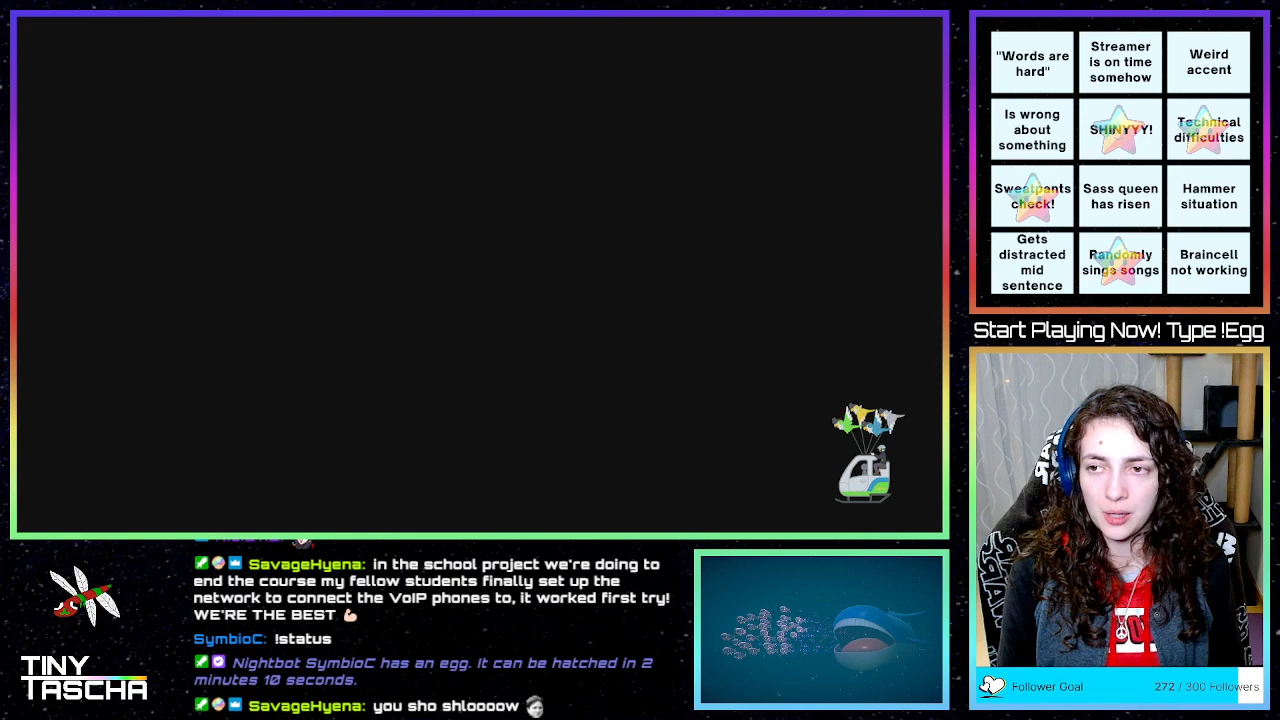 "Words are
hard"
Streamer
is on time
somehow
Weird
accent
Is wrong
about
something
SHINYYY!
Technical
difficulties
Sweatpants
check!
Sass queen
has risen
Hammer
situation
Gets
distracted
mid
sentence
Randomly
sings songs
Braincell
not working
Start Playing Now! Type !Egg
SavageHyena: in the school project we're doing to
end the course my fellow students finally set up the
network to connect the VoIP phones to, it worked first try!
WE'RE THE BEST
SymbioC: !status
Nightbot SymbioC has an egg. It can be hatched in 2
minutes 10 seconds.
SavageHyena: you sho shloooow
TINY
TASCHA
Follower Goal
272 / 300 Followers